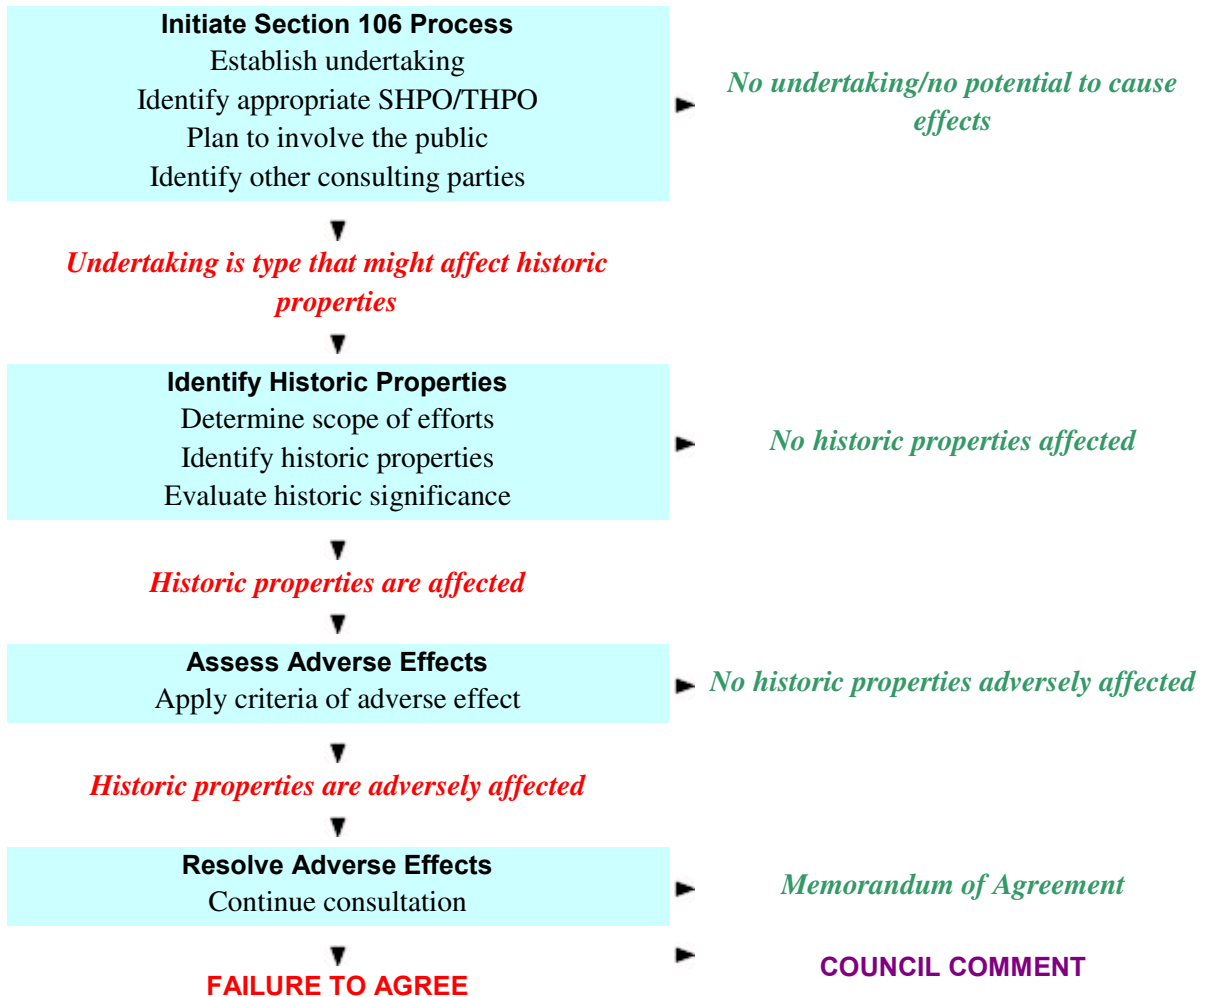 Initiate Section 106 Process
Establish undertaking
Identify appropriate SHPO/THPO
Plan to involve the public
Identify other consulting parties
No undertaking/no potential to cause
effects
Undertaking is type that might affect historic
properties
Identify Historic Properties
Determine scope of efforts
Identify historic properties
Evaluate historic significance
No historic properties affected
Historic properties are affected
Assess Adverse Effects
Apply criteria of adverse effect
No historic properties adversely affected
Historic properties are adversely affected
Resolve Adverse Effects
Continue consultation
Memorandum of Agreement
FAILURE TO AGREE
COUNCIL COMMENT